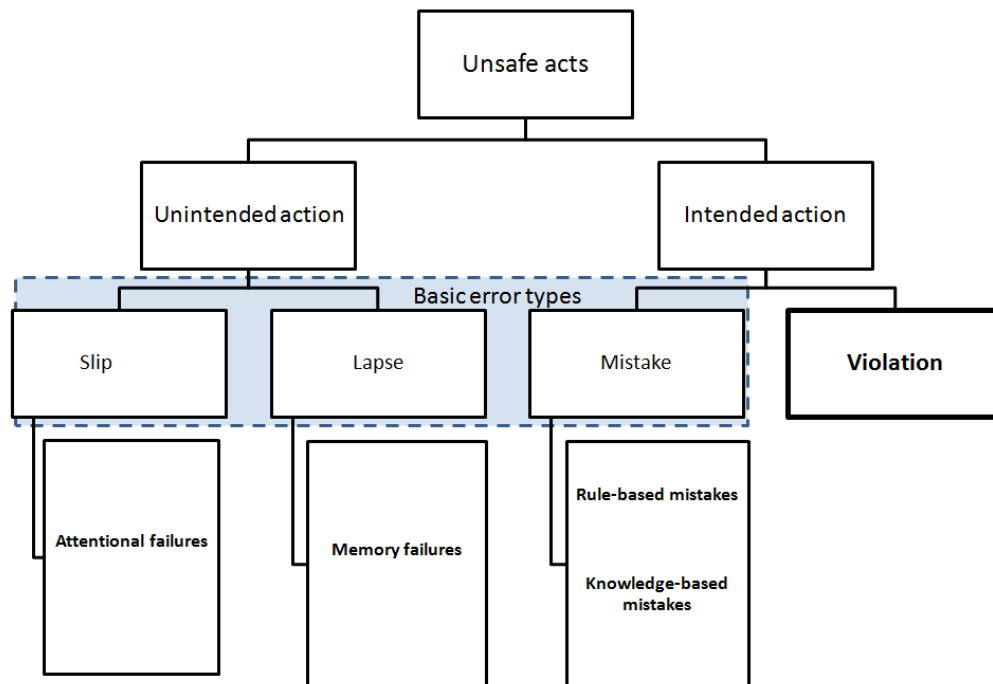 Unsafe acts
Unintended action
Intended action
Basic error types
Slip
Lapse
Mistake
Violation
Attentional failures
Memory failures
Rule-based mistakes
Knowledge-based
mistakes